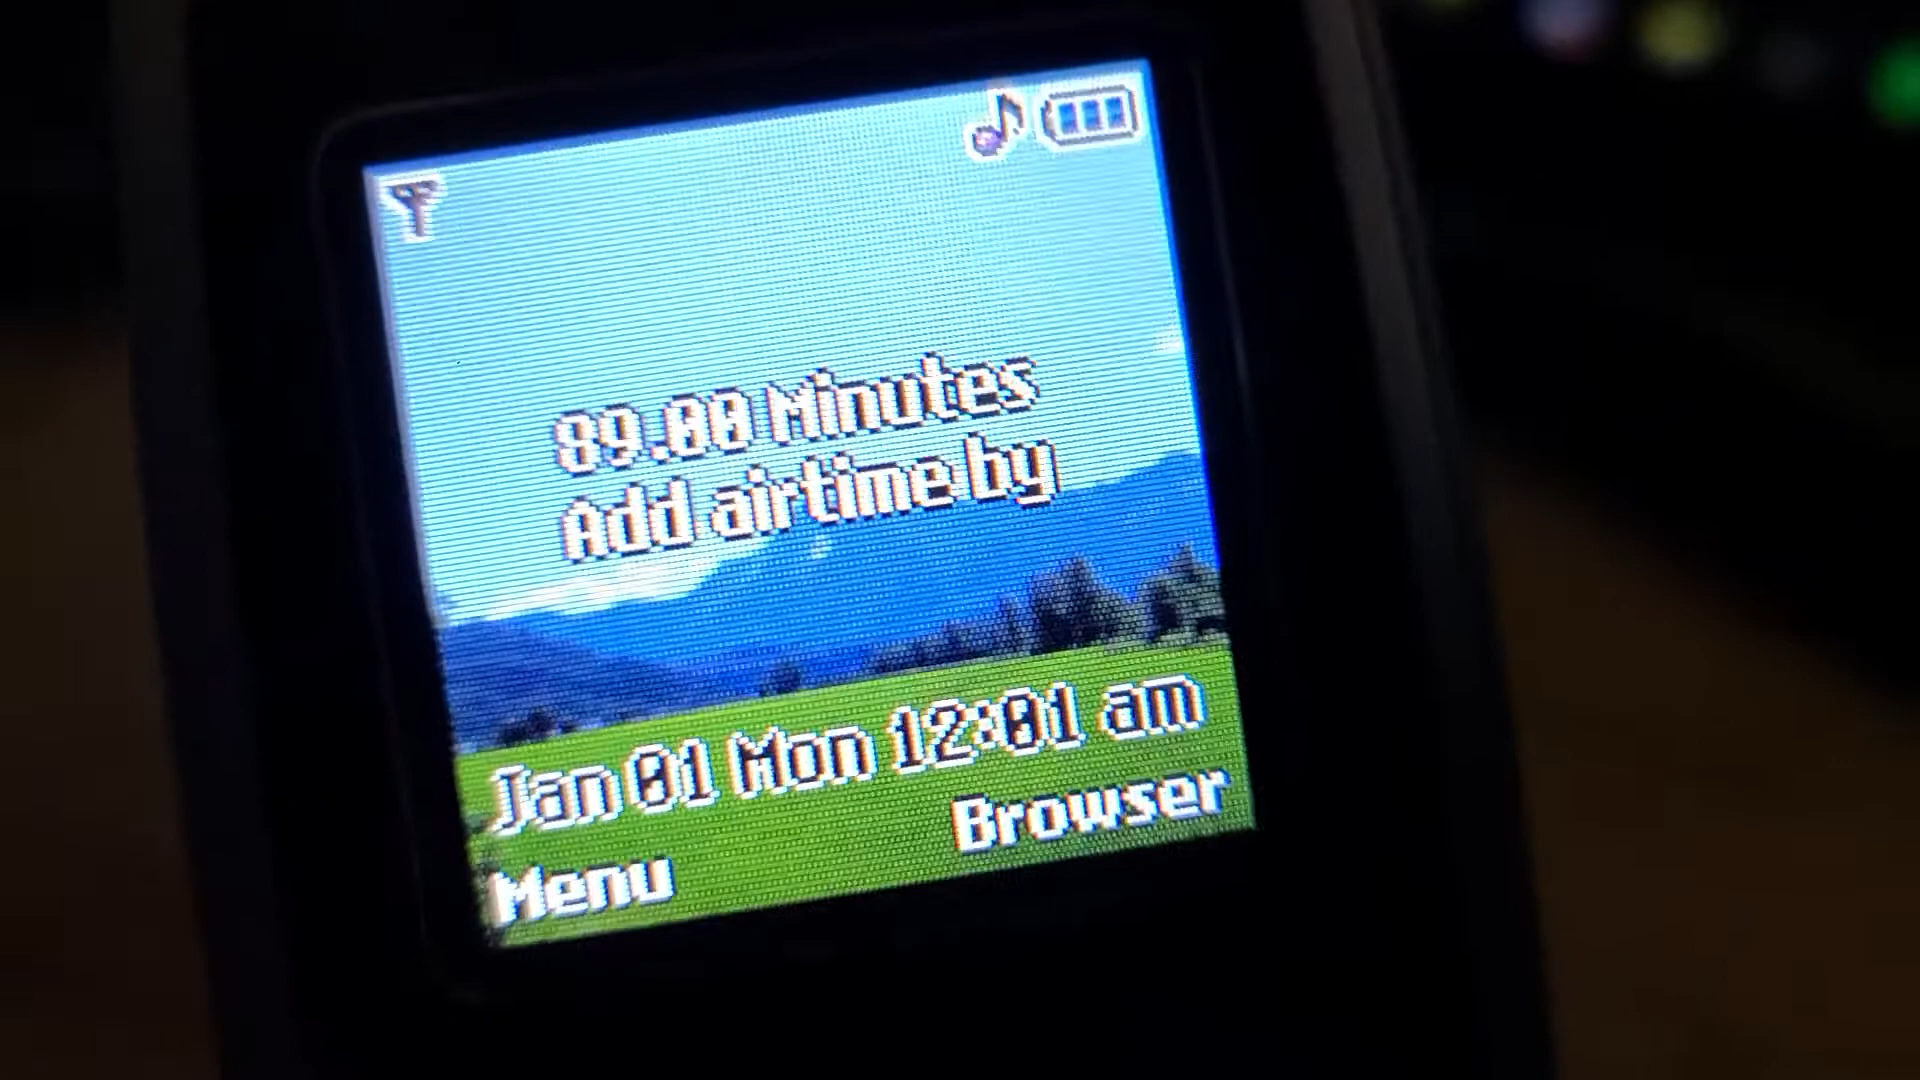 89.00 Minutes
Add airtime by
Jan 01 Mon 12:01 am
Browser
Menu